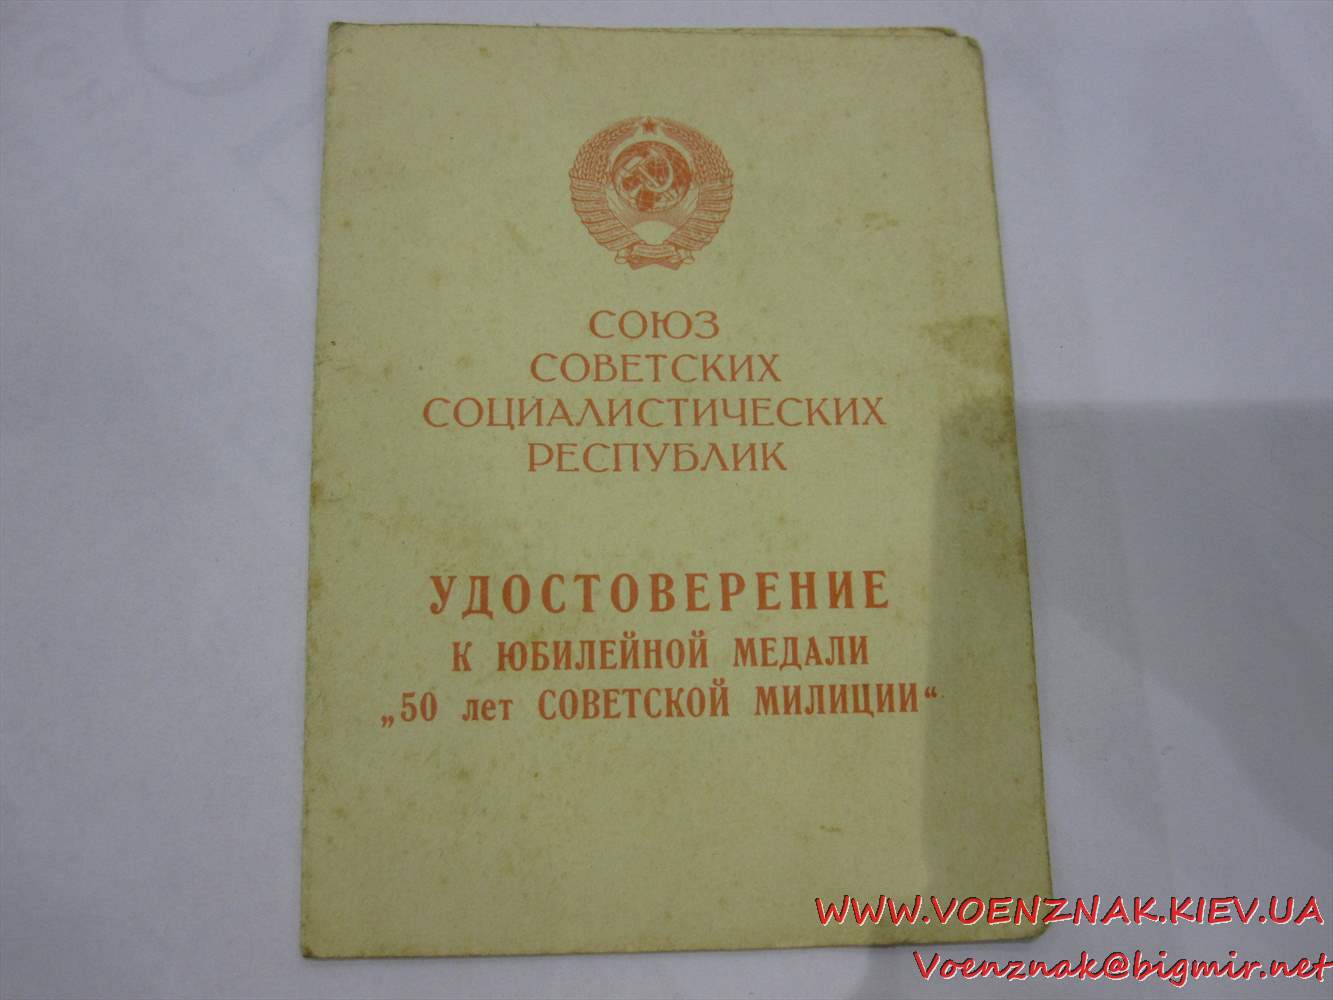 СОЮЗ
СОВЕТСКИХ
СОЦИАЛИСТИЧЕСКИХ
РЕСПУБЛИК
УДОСТОВЕРЕНИЕ
К ЮБИЛЕЙНОЙ МЕДАЛИ
„50 лет СОВЕТСКОЙ МИЛИЦИИ“
WWW.VOENZNAK.KIEV.UA
Voenznak@bigmir.net